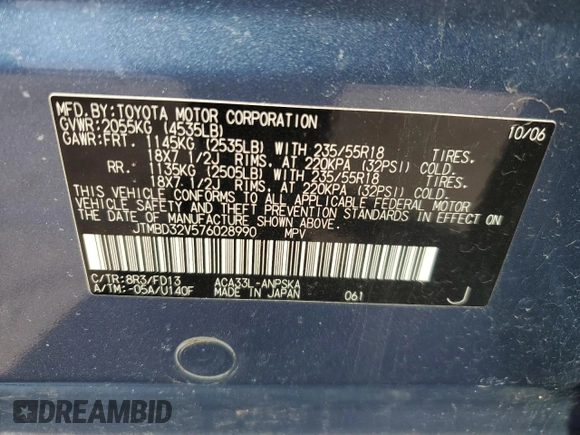 MFD. BY: TOYOTA MOTOR CORPORATION 10/06
GVWR: 2055KG (4535LB)
GAWR: FRT. 1145KG (2535LB) WITH 235/55R18 TIRES.
18X7 1/2J RIMS. AT 220KPA (32PSI) COLD.
RR. 1135KG (2505LB) WITH 235/55R18 TIRES.
18X7 1/2J RIMS. AT 220KPA (32PSI) COLD.
THIS VEHICLE CONFORMS TO ALL APPLICABLE FEDERAL MOTOR
VEHICLE SAFETY AND THEFT PREVENTION STANDARDS IN EFFECT
ON THE DATE OF MANUFACTURE SHOWN ABOVE.
JTMBD32V576028990 MPV
C/TR: 8R3/FD13 ACA33L-ANPSKA
A/TM: -05A/U140F MADE IN JAPAN 061 J
DREAMBID